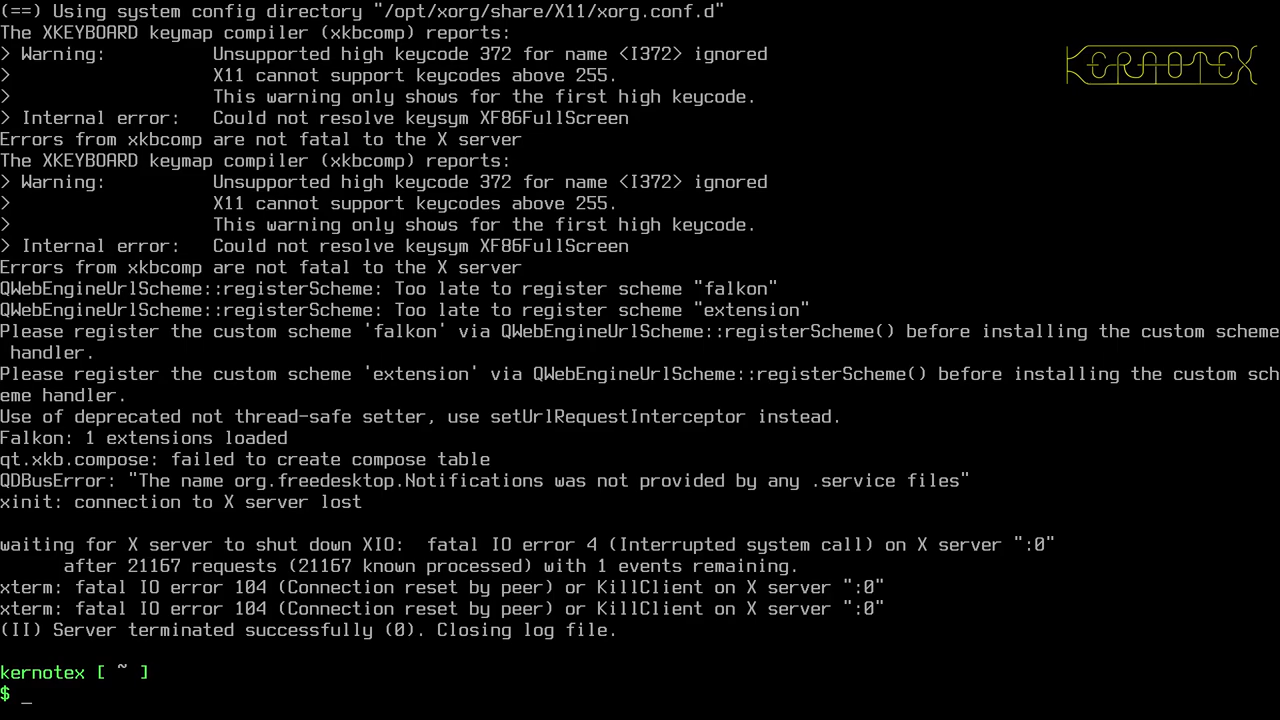 (==) Using system config directory "/opt/xorg/share/X11/xorg.conf.d"
The XKEYBOARD keymap compiler (xkbcomp) reports:
> Warning:          Unsupported high keycode 372 for name <I372> ignored
>                   X11 cannot support keycodes above 255.
>                   This warning only shows for the first high keycode.
> Internal error:   Could not resolve keysym XF86FullScreen
Errors from xkbcomp are not fatal to the X server
The XKEYBOARD keymap compiler (xkbcomp) reports:
> Warning:          Unsupported high keycode 372 for name <I372> ignored
>                   X11 cannot support keycodes above 255.
>                   This warning only shows for the first high keycode.
> Internal error:   Could not resolve keysym XF86FullScreen
Errors from xkbcomp are not fatal to the X server
QWebEngineUrlScheme::registerScheme: Too late to register scheme "falkon"
QWebEngineUrlScheme::registerScheme: Too late to register scheme "extension"
Please register the custom scheme 'falkon' via QWebEngineUrlScheme::registerScheme() before installing the custom scheme
 handler.
Please register the custom scheme 'extension' via QWebEngineUrlScheme::registerScheme() before installing the custom sch
eme handler.
Use of deprecated not thread-safe setter, use setUrlRequestInterceptor instead.
Falkon: 1 extensions loaded
qt.xkb.compose: failed to create compose table
QDBusError: "The name org.freedesktop.Notifications was not provided by any .service files"
xinit: connection to X server lost
waiting for X server to shut down XIO:  fatal IO error 4 (Interrupted system call) on X server ":0"
      after 21167 requests (21167 known processed) with 1 events remaining.
xterm: fatal IO error 104 (Connection reset by peer) or KillClient on X server ":0"
xterm: fatal IO error 104 (Connection reset by peer) or KillClient on X server ":0"
(II) Server terminated successfully (0). Closing log file.
kernotex [ ~ ]
$ _
KERNOTEX